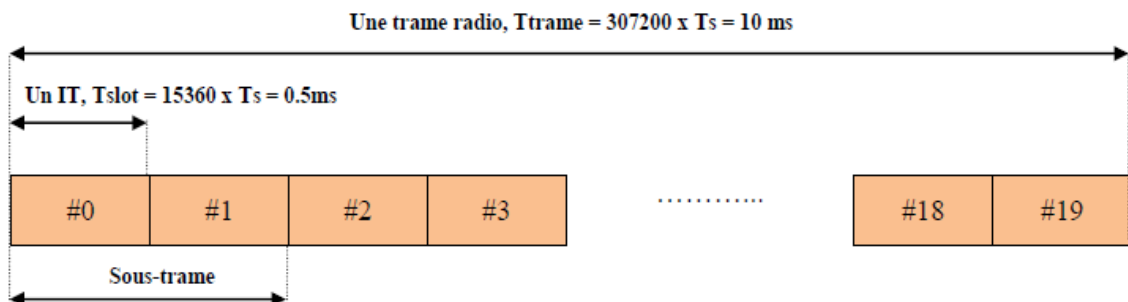 Une trame radio, Ttrame = 307200 x Ts = 10 ms
Un IT, Tslot = 15360 x Ts = 0.5ms
#0 #1 #2 #3 ………... #18 #19
Sous-trame